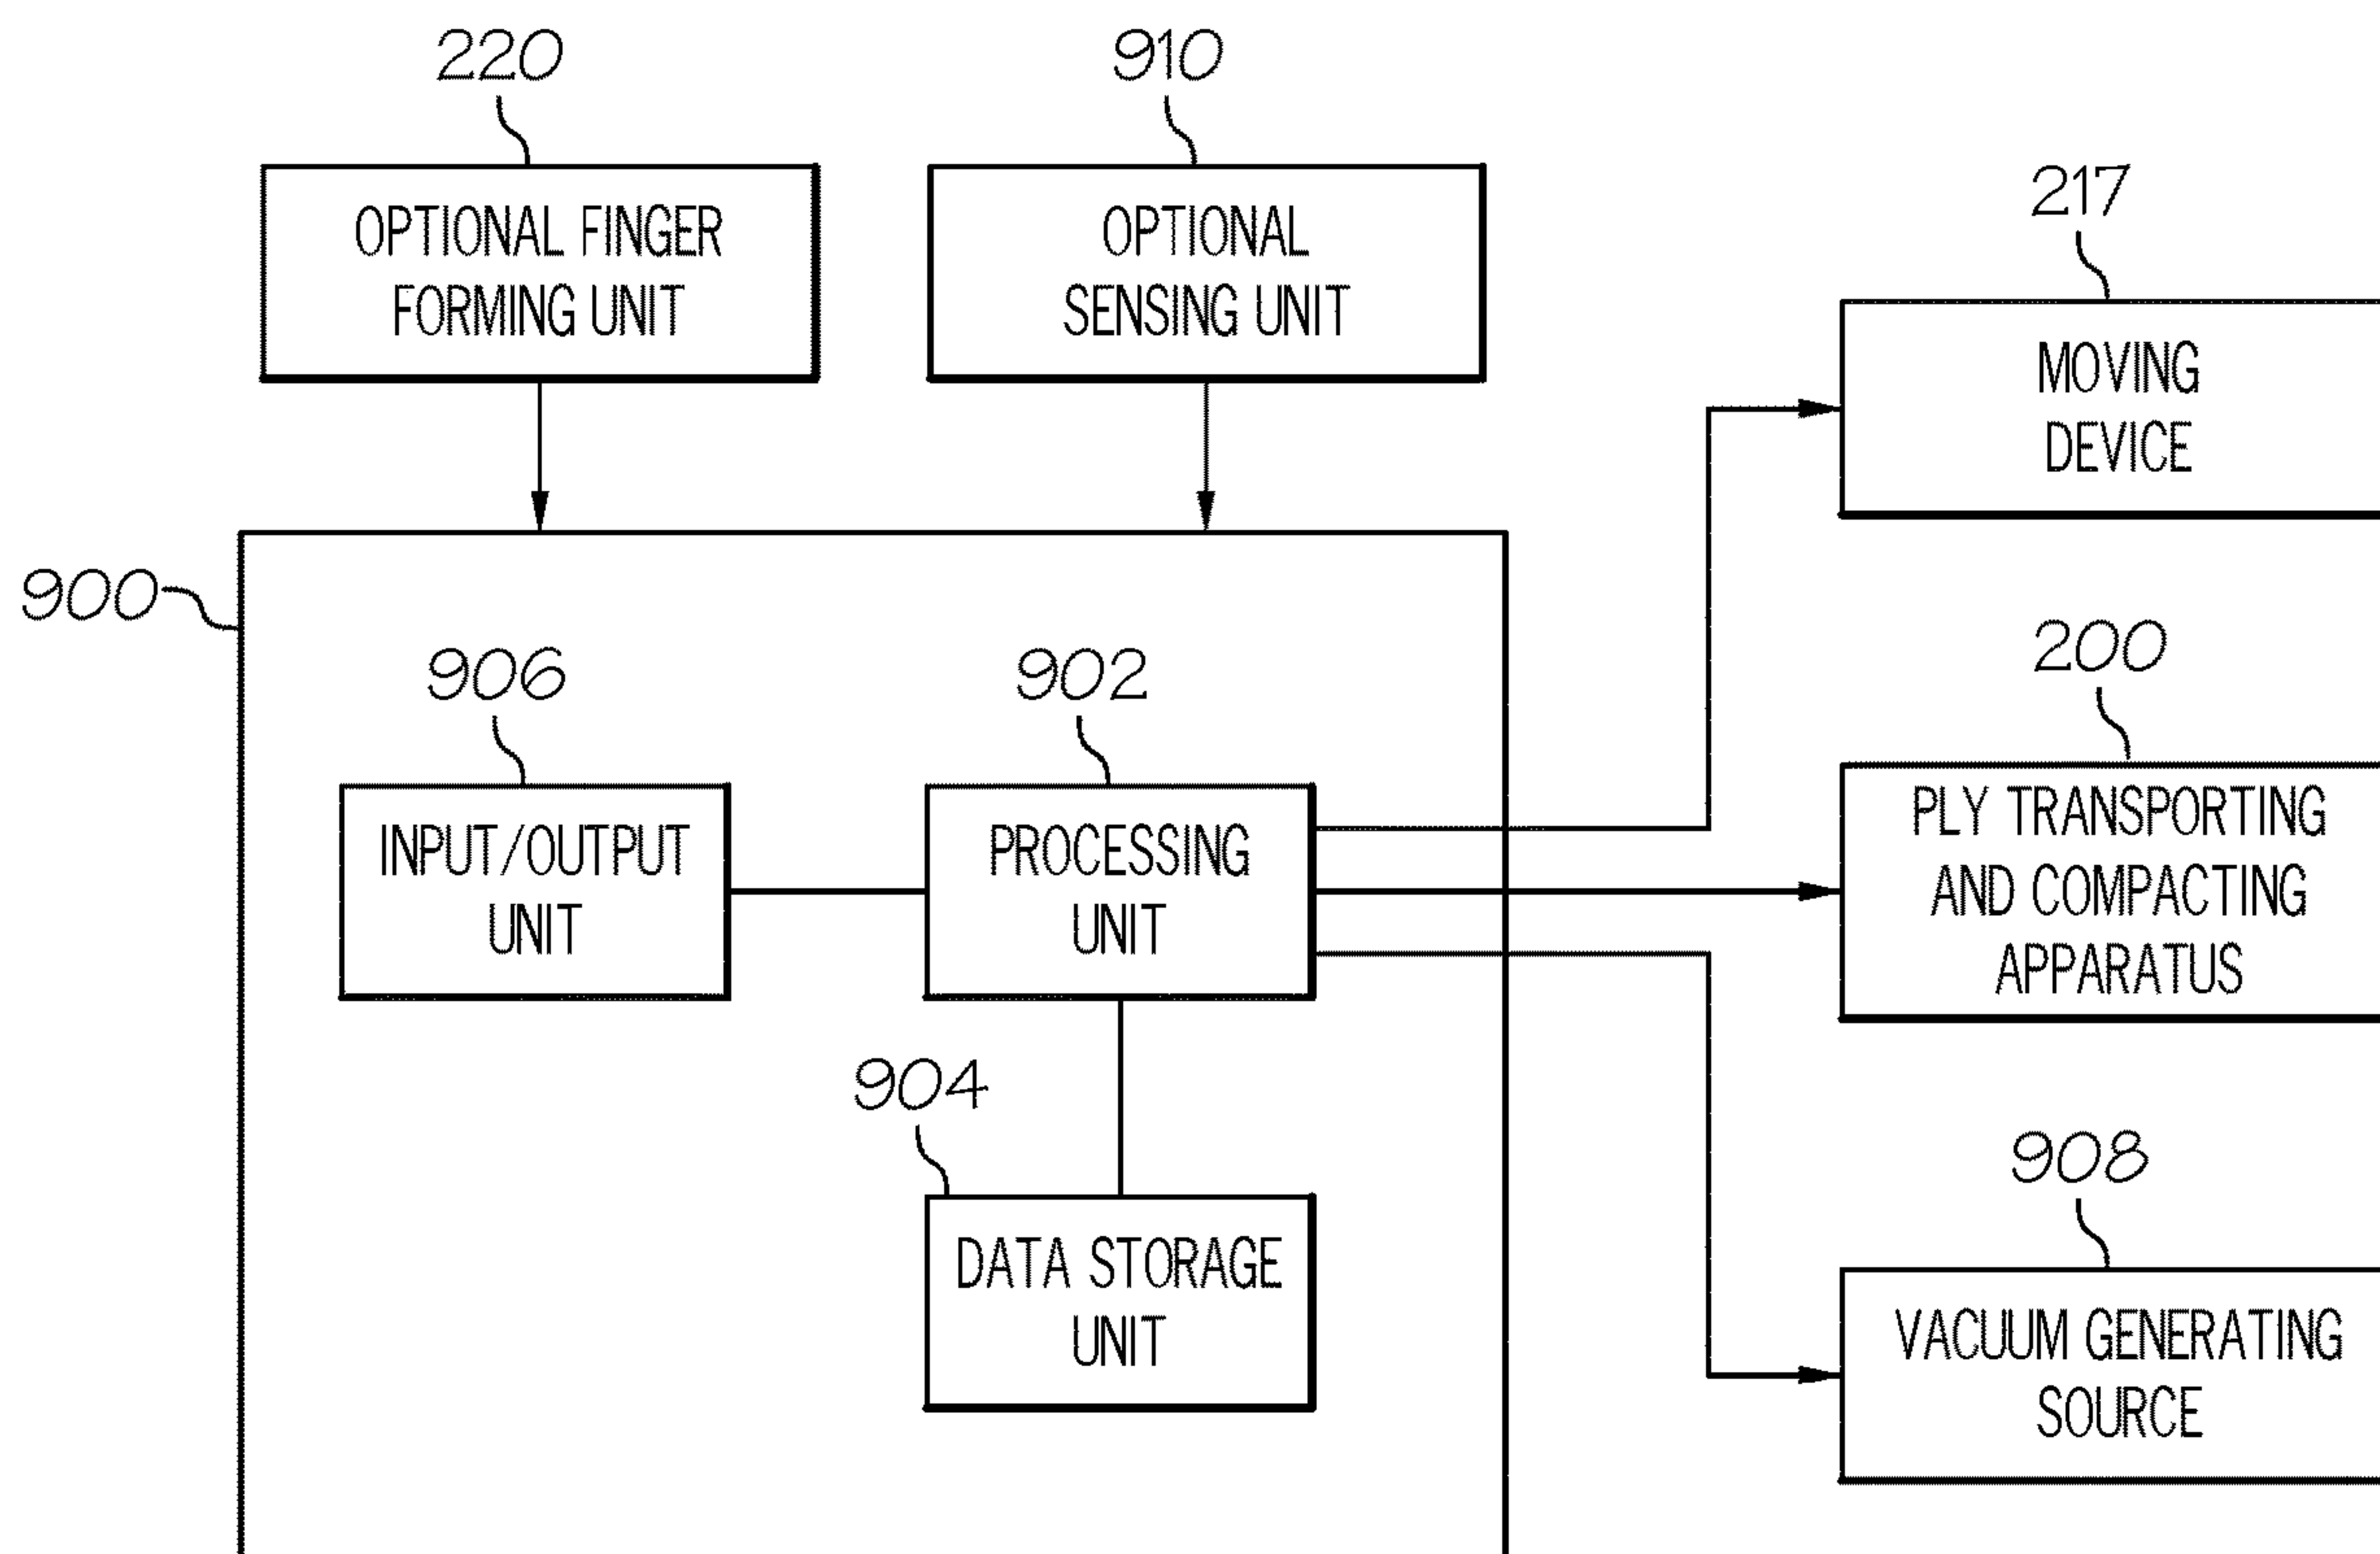 220
OPTIONAL FINGER
FORMING UNIT
910
OPTIONAL
SENSING UNIT
217
MOVING
DEVICE
900
906
INPUT/OUTPUT
UNIT
902
PROCESSING
UNIT
200
PLY TRANSPORTING
AND COMPACTING
APPARATUS
904
DATA STORAGE
UNIT
908
VACUUM GENERATING
SOURCE